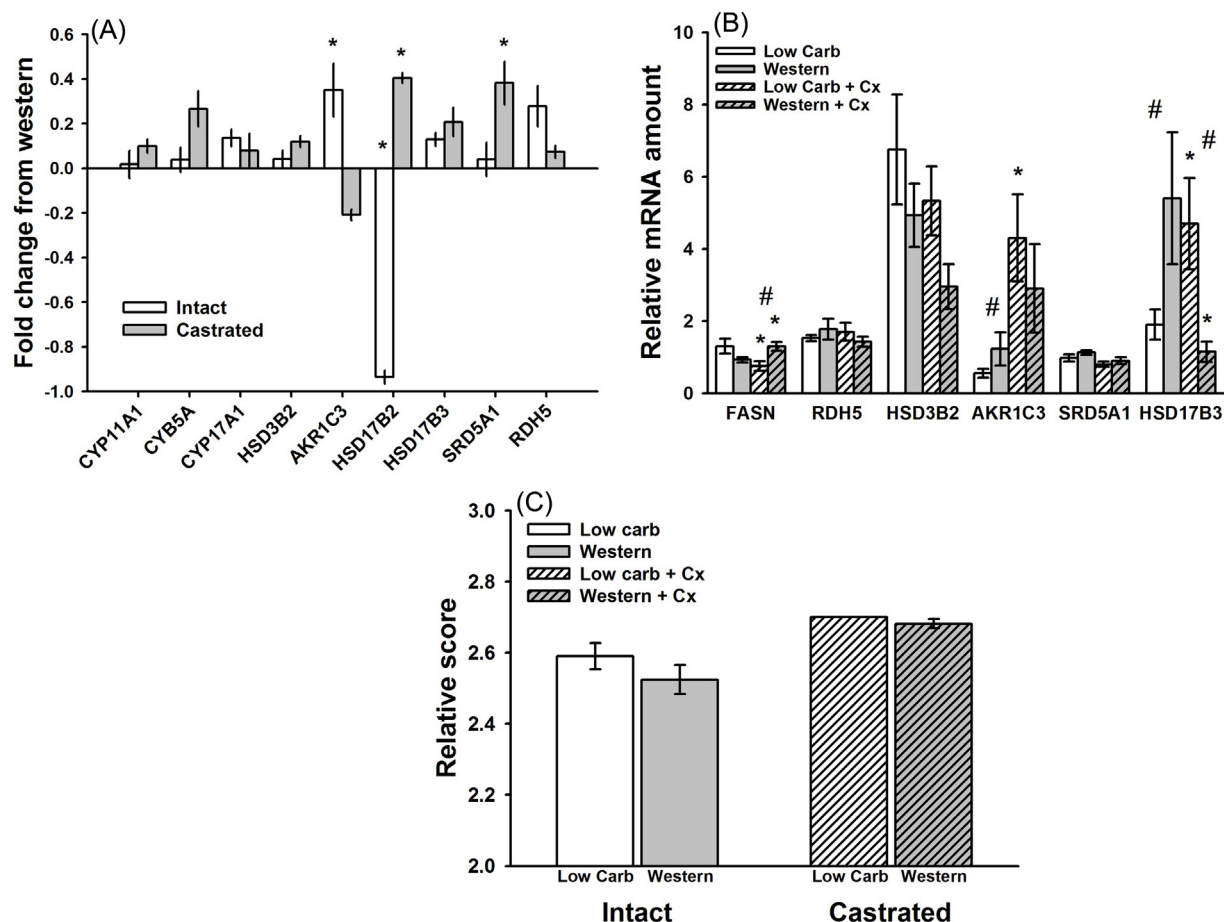 (A)
Fold change from western
0.6
0.4
0.2
0.0
-0.2
-0.4
-0.6
-0.8
-1.0
* * *
*
Intact
Castrated
CYP11A1 CYB5A CYP17A1 HSD3B2 AKR1C3 HSD17B2 HSD17B3 SRD5A1 RDH5
(B)
Relative mRNA amount
10
8
6
4
2
0
Low Carb
Western
Low Carb + Cx
Western + Cx
#
* *
#
*
# * #
*
FASN RDH5 HSD3B2 AKR1C3 SRD5A1 HSD17B3
(C)
Relative score
3.0
2.8
2.6
2.4
2.2
2.0
Low carb
Western
Low carb + Cx
Western + Cx
Low Carb Western Low Carb Western
Intact Castrated